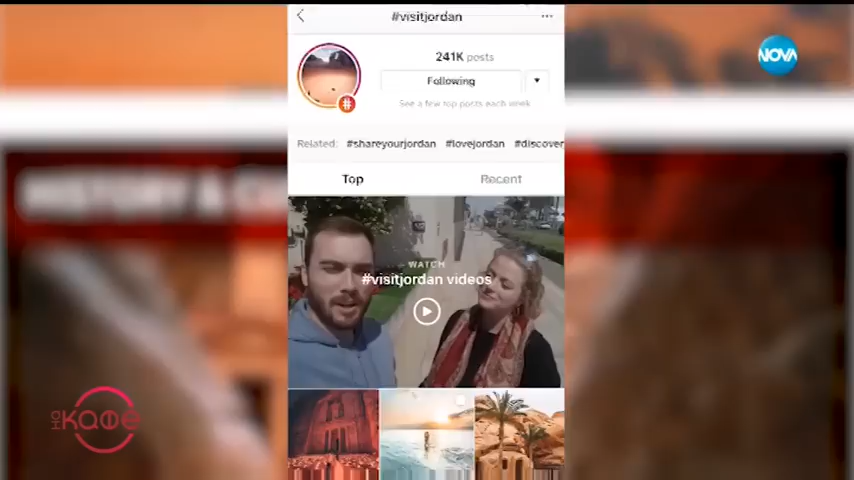 #visitjordan
241K posts
Following
See a few top posts each week
Related: #shareyourjordan #lovejordan #discover
Top Recent
WATCH
#visitjordan videos
NOVA
на
кафе